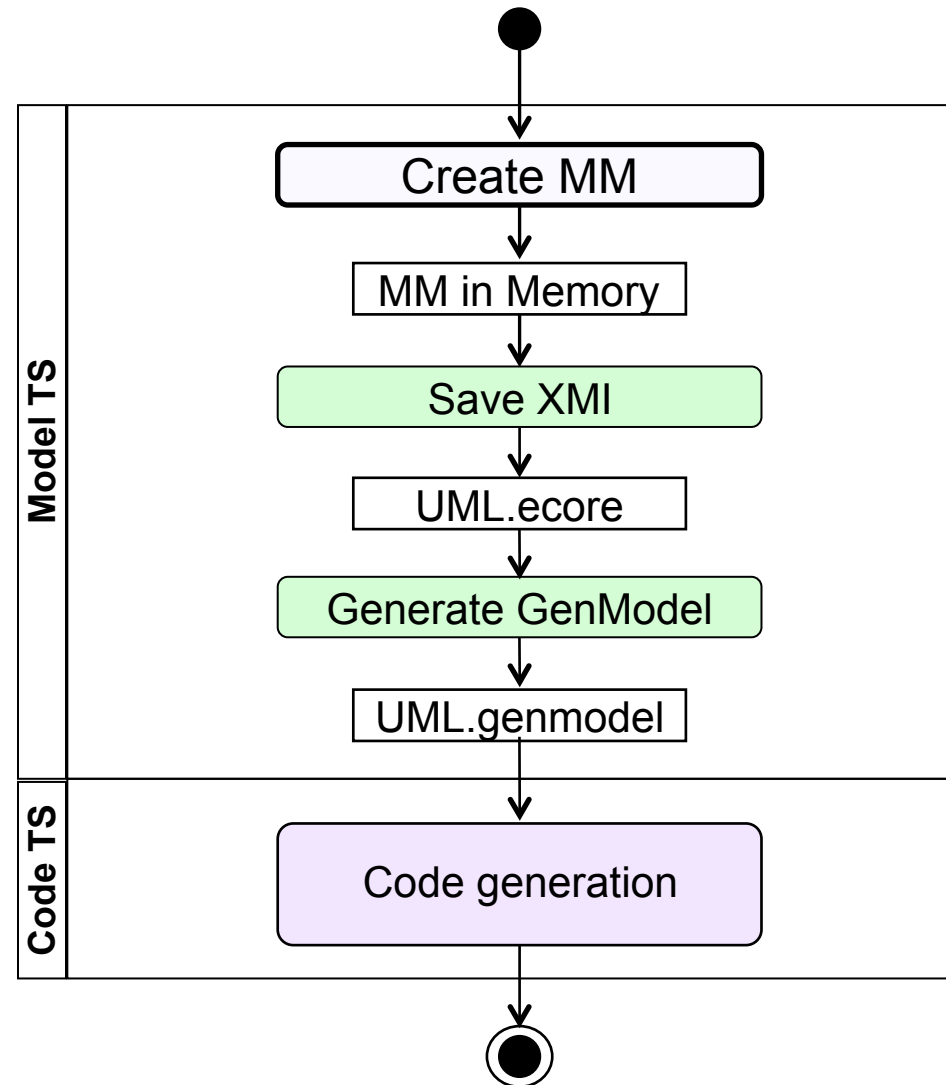 Model TS
Create MM
MM in Memory
Save XMI
UML.ecore
Generate GenModel
UML.genmodel
Code TS
Code generation